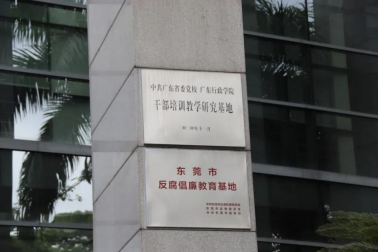 中共广东省委党校 广东行政学院
干部培训教学研究基地
东莞市
反腐倡廉教育基地